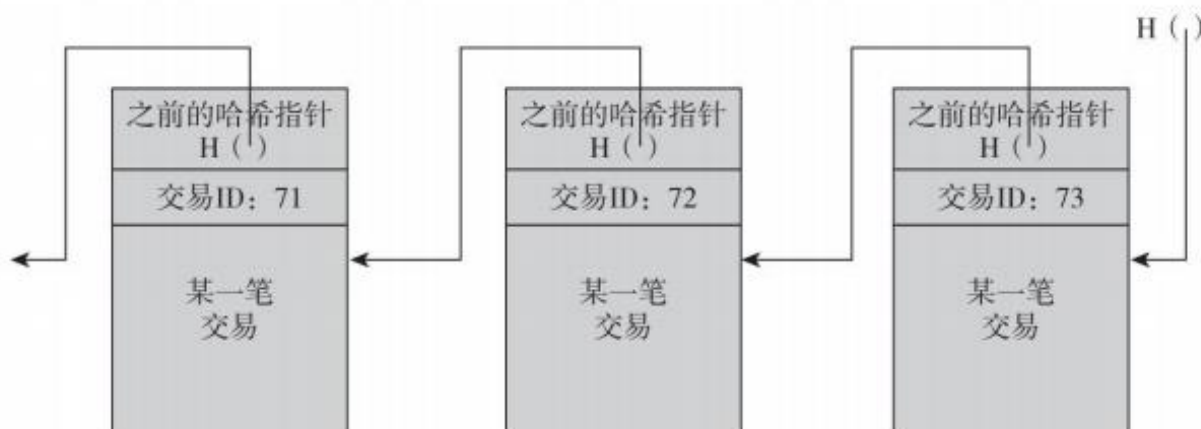 H（ ）
之前的哈希指针
H（ ）
交易ID：71
某一笔
交易
之前的哈希指针
H（ ）
交易ID：72
某一笔
交易
之前的哈希指针
H（ ）
交易ID：73
某一笔
交易